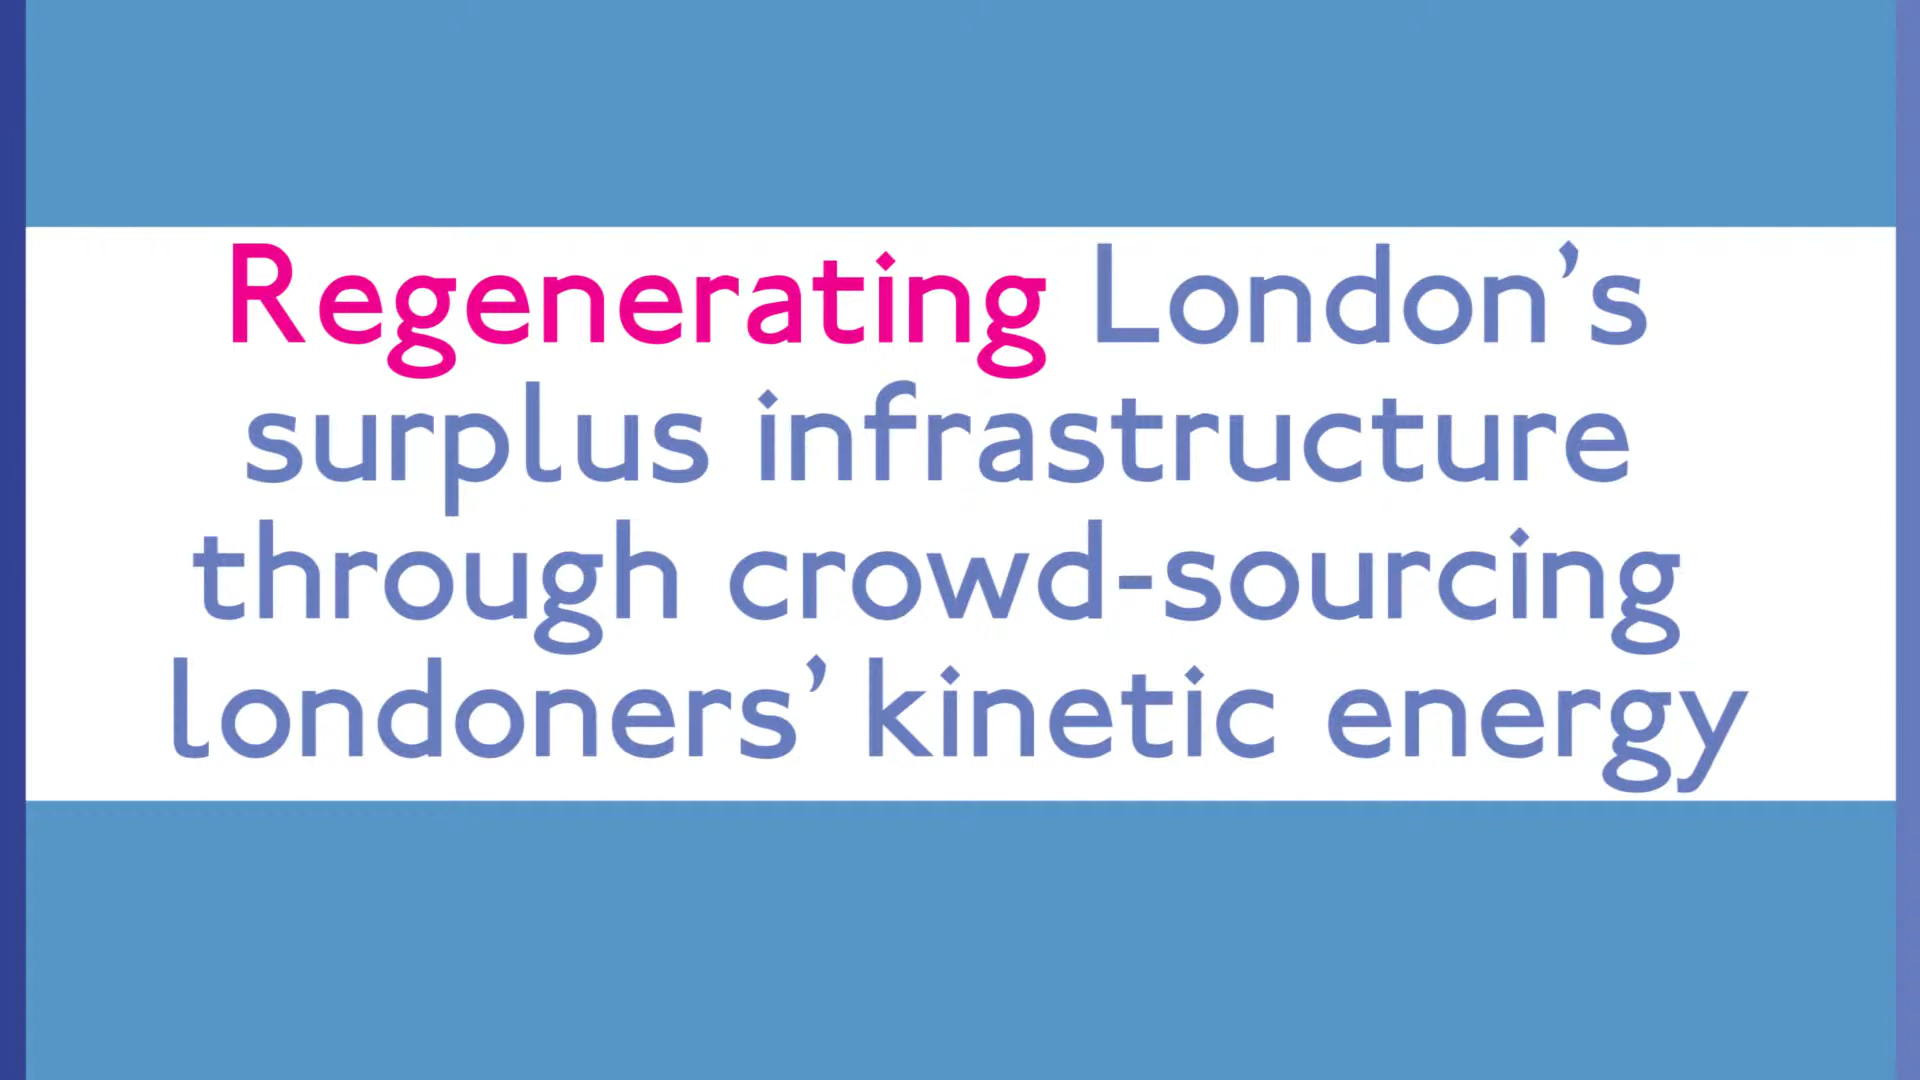 Regenerating London’s
surplus infrastructure
through crowd-sourcing
londoners’ kinetic energy